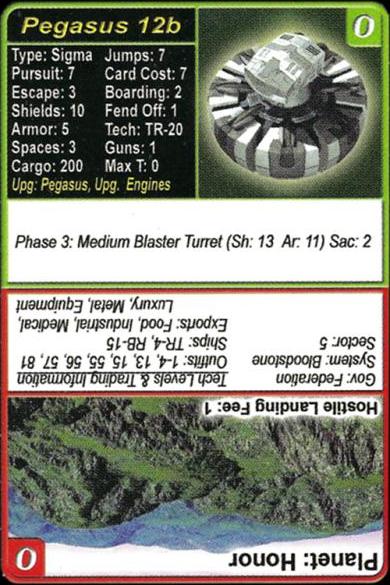 Pegasus 12b
0
Type: Sigma Jumps: 7
Pursuit: 7 Card Cost: 7
Escape: 3 Boarding: 2
Shields: 10 Fend Off: 1
Armor: 5 Tech: TR-20
Spaces: 3 Guns: 1
Cargo: 200 Max T: 0
Upg: Pegasus, Upg. Engines
Phase 3: Medium Blaster Turret (Sh: 13 Ar: 11) Sac: 2
Planet: Honor
0
Hostile Landing Fee: 1
Gov: Federation
System: Bloodstone
Sector: 5
Tech Levels & Trading Information
Outfits: 1-4, 13, 15, 55, 56, 57, 81
Ships: TR-4, RB-15
Exports: Food, Industrial, Medical,
Luxury, Metal, Equipment